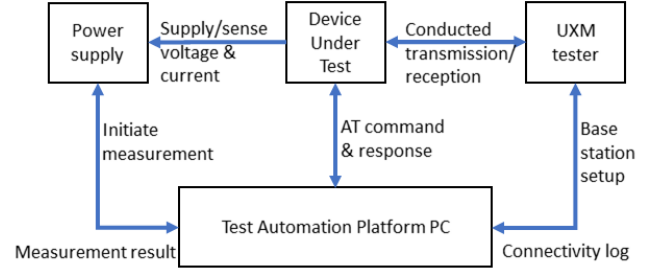 Power
supply
Supply/sense
voltage &
current
Device
Under
Test
Conducted
transmission/
reception
UXM
tester
Initiate
measurement
AT command
& response
Base
station
setup
Test Automation Platform PC
Measurement result
Connectivity log